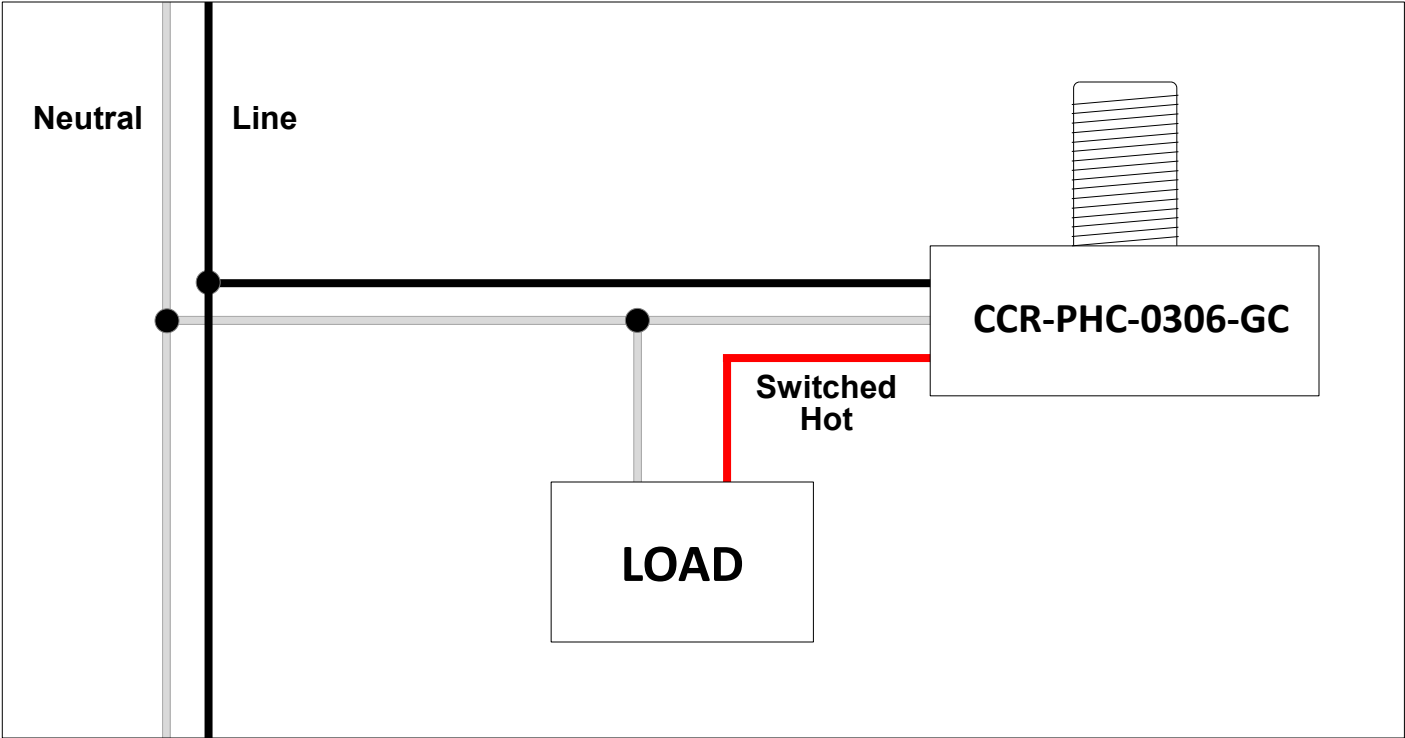 Neutral
Line
CCR-PHC-0306-GC
Switched
Hot
LOAD